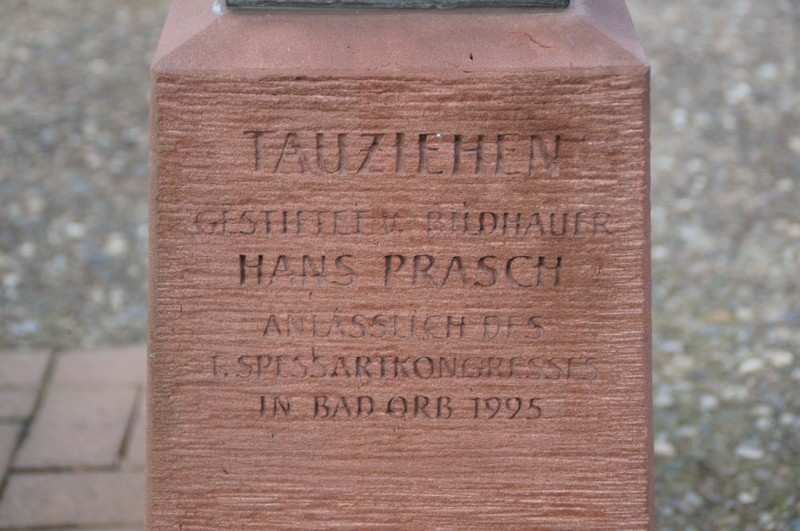 TAUZIEHEN
GESTIFTET V. BILDHAUER
HANS PRASCH
ANLÄSSLICH DES
1. SPESSARTKONGRESSES
IN BAD ORB 1995